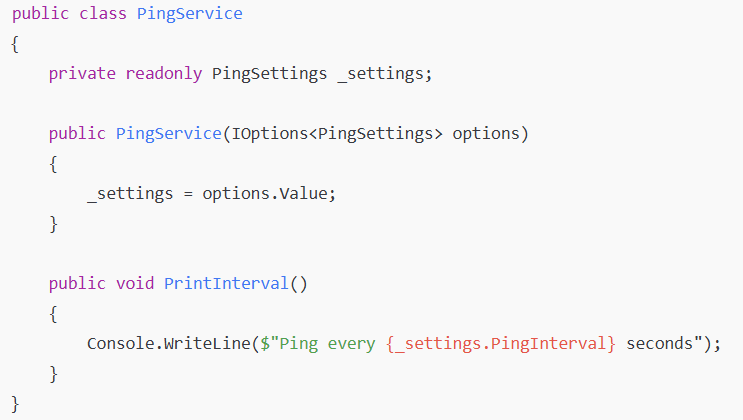 public class PingService
{
    private readonly PingSettings _settings;

    public PingService(IOptions<PingSettings> options)
    {
        _settings = options.Value;
    }

    public void PrintInterval()
    {
        Console.WriteLine($"Ping every {_settings.PingInterval} seconds");
    }
}